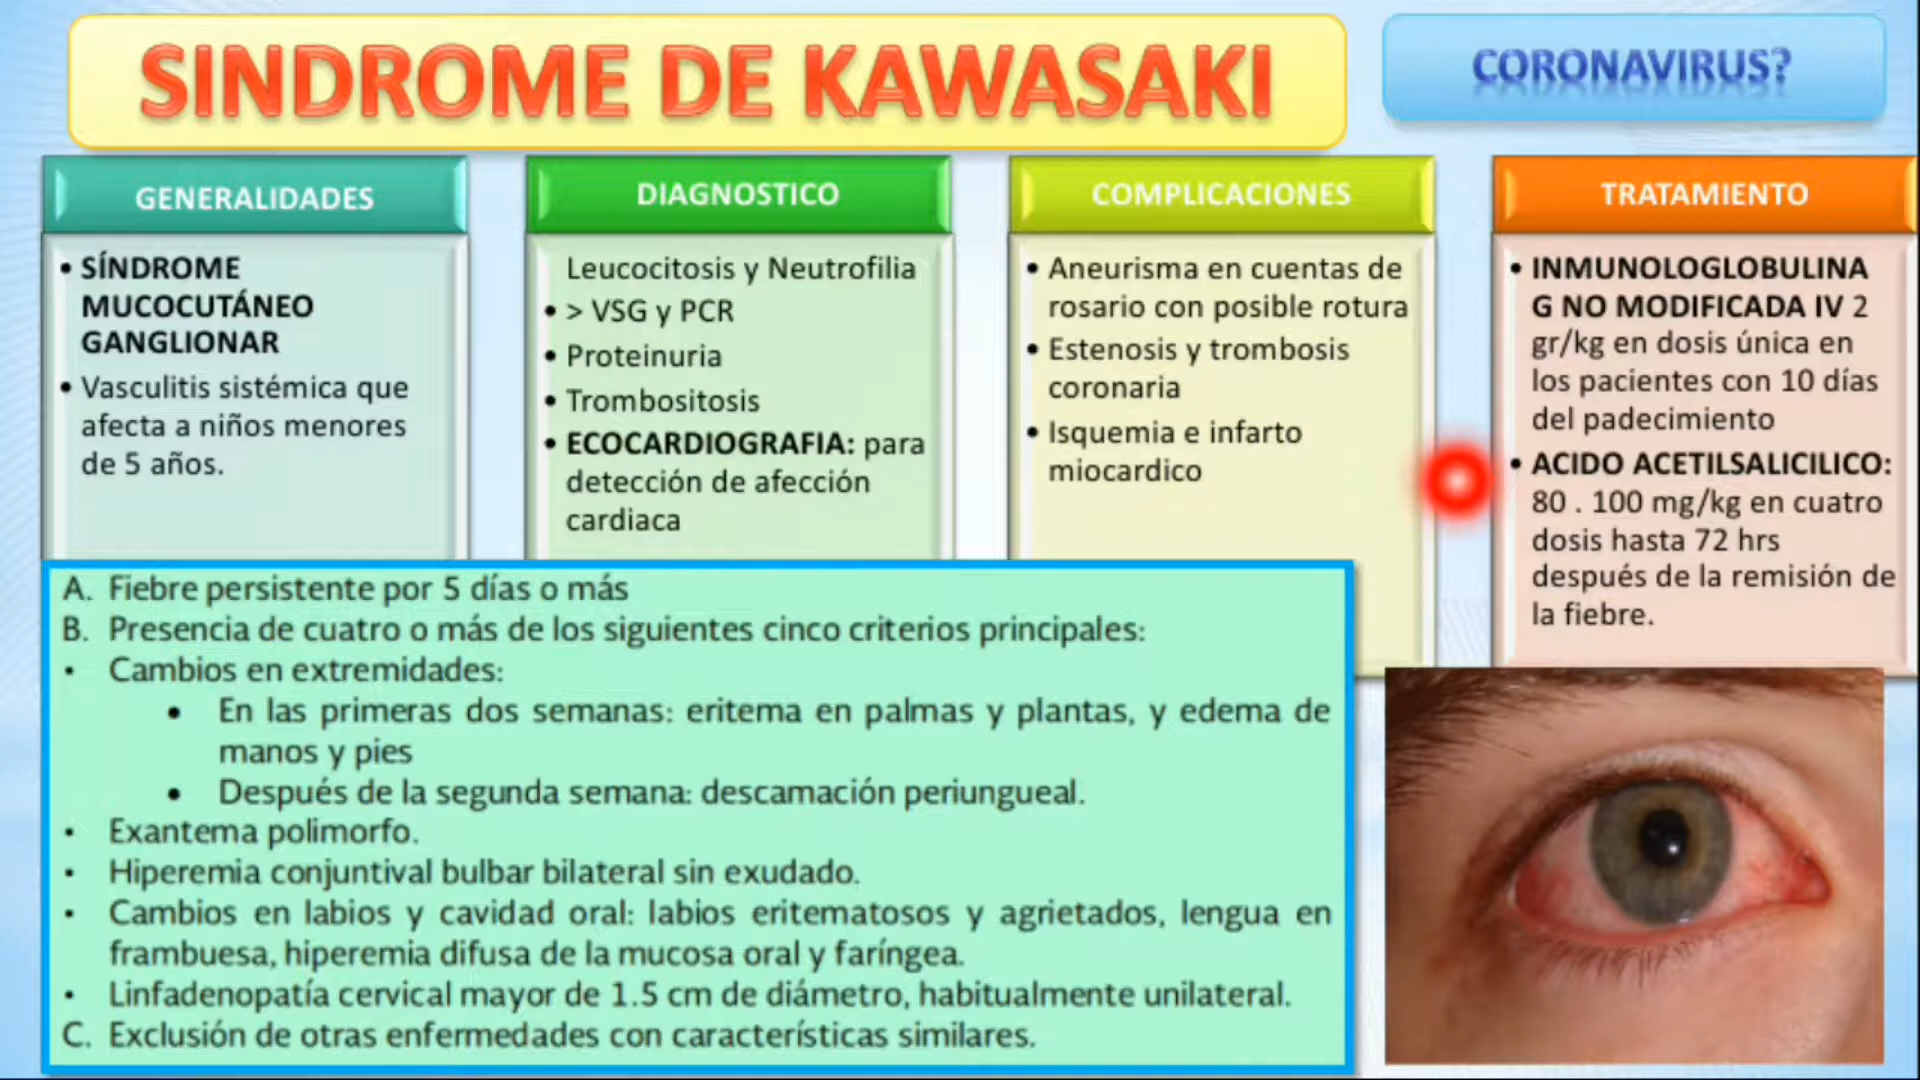 SINDROME DE KAWASAKI
CORONAVIRUS?
GENERALIDADES
• SÍNDROME
MUCOCUTÁNEO
GANGLIONAR
• Vasculitis sistémica que
afecta a niños menores
de 5 años.
DIAGNOSTICO
Leucocitosis y Neutrofilia
• > VSG y PCR
• Proteinuria
• Trombositosis
• ECOCARDIOGRAFIA: para
detección de afección
cardiaca
COMPLICACIONES
• Aneurisma en cuentas de
rosario con posible rotura
• Estenosis y trombosis
coronaria
• Isquemia e infarto
miocardico
TRATAMIENTO
• INMUNOLOGLOBULINA
G NO MODIFICADA IV 2
gr/kg en dosis única en
los pacientes con 10 días
del padecimiento
• ACIDO ACETILSALICILICO:
80 . 100 mg/kg en cuatro
dosis hasta 72 hrs
después de la remisión de
la fiebre.
A. Fiebre persistente por 5 días o más
B. Presencia de cuatro o más de los siguientes cinco criterios principales:
• Cambios en extremidades:
• En las primeras dos semanas: eritema en palmas y plantas, y edema de
manos y pies
• Después de la segunda semana: descamación periungueal.
• Exantema polimorfo.
• Hiperemia conjuntival bulbar bilateral sin exudado.
• Cambios en labios y cavidad oral: labios eritematosos y agrietados, lengua en
frambuesa, hiperemia difusa de la mucosa oral y faríngea.
• Linfadenopatía cervical mayor de 1.5 cm de diámetro, habitualmente unilateral.
C. Exclusión de otras enfermedades con características similares.